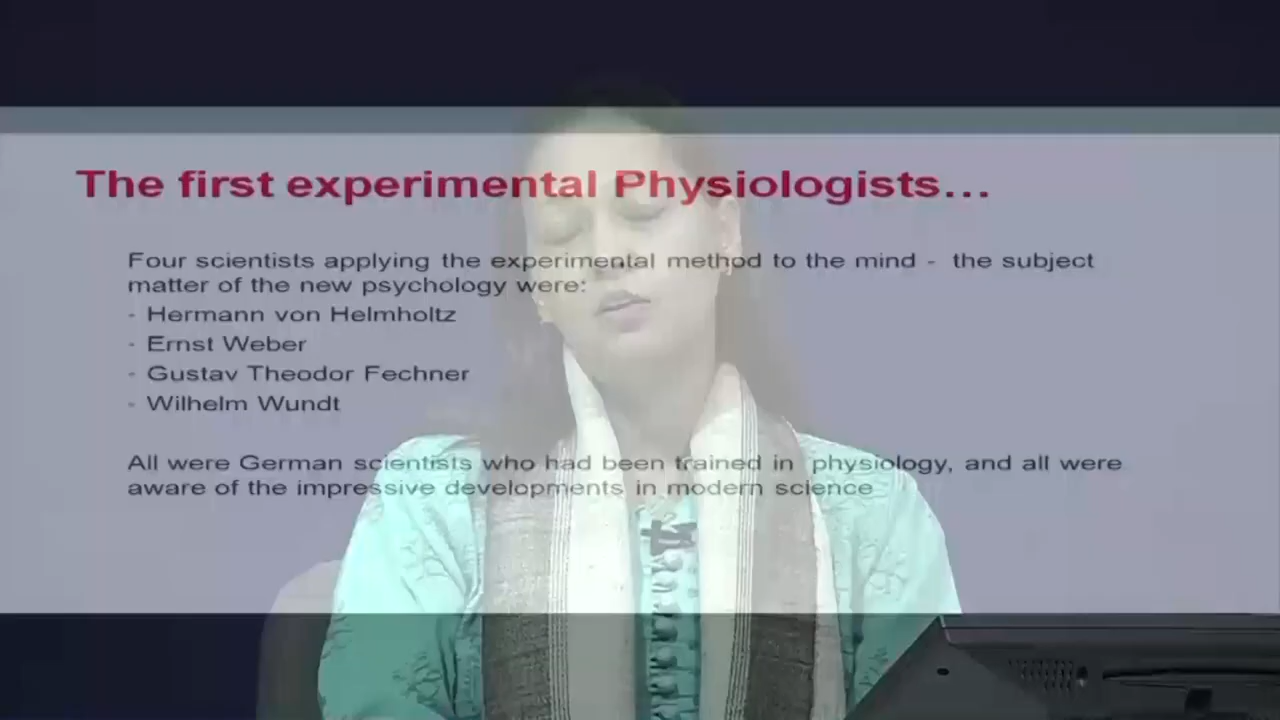 The first experimental Physiologists...
Four scientists applying the experimental method to the mind - the subject
matter of the new psychology were:
- Hermann von Helmholtz
- Ernst Weber
- Gustav Theodor Fechner
- Wilhelm Wundt
All were German scientists who had been trained in physiology, and all were
aware of the impressive developments in modern science